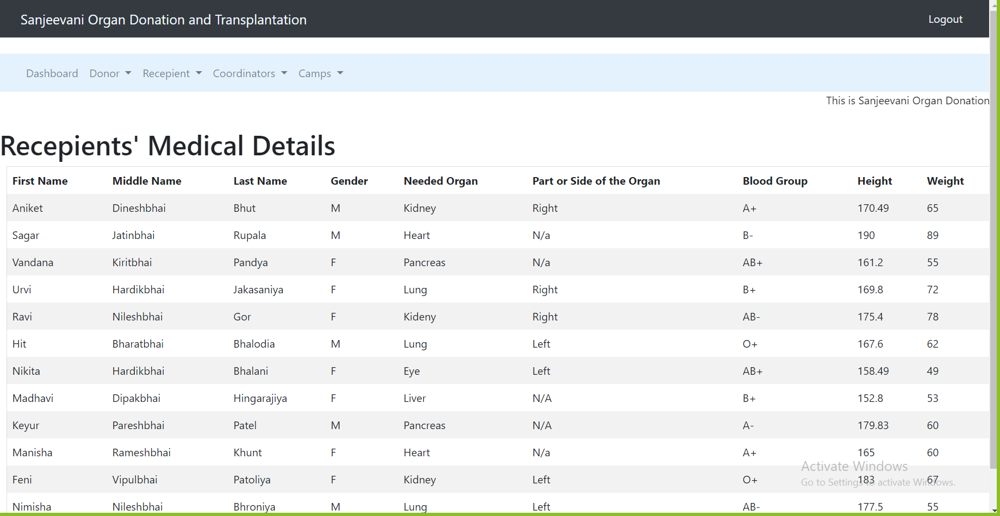 Sanjeevani Organ Donation and Transplantation Logout
Dashboard Donor Recepient Coordinators Camps
This is Sanjeevani Organ Donation
Recepients' Medical Details
First Name Middle Name Last Name Gender Needed Organ Part or Side of the Organ Blood Group Height Weight
Aniket Dineshbhai Bhut M Kidney Right A+ 170.49 65
Sagar Jatinbhai Rupala M Heart N/a B- 190 89
Vandana Kiritbhai Pandya F Pancreas N/a AB+ 161.2 55
Urvi Hardikbhai Jakasaniya F Lung Right B+ 169.8 72
Ravi Nileshbhai Gor F Kideny Right AB- 175.4 78
Hit Bharatbhai Bhalodia M Lung Left O+ 167.6 62
Nikita Hardikbhai Bhalani F Eye Left AB+ 158.49 49
Madhavi Dipakbhai Hingarajiya F Liver N/A B+ 152.8 53
Keyur Pareshbhai Patel M Pancreas N/A A- 179.83 60
Manisha Rameshbhai Khunt F Heart N/a A+ 165 60
Feni Vipulbhai Patoliya F Kidney Left O+ 183 67
Nimisha Nileshbhai Bhroniya M Lung Left AB- 177.5 55
Activate Windows
Go to Settings to activate Windows.